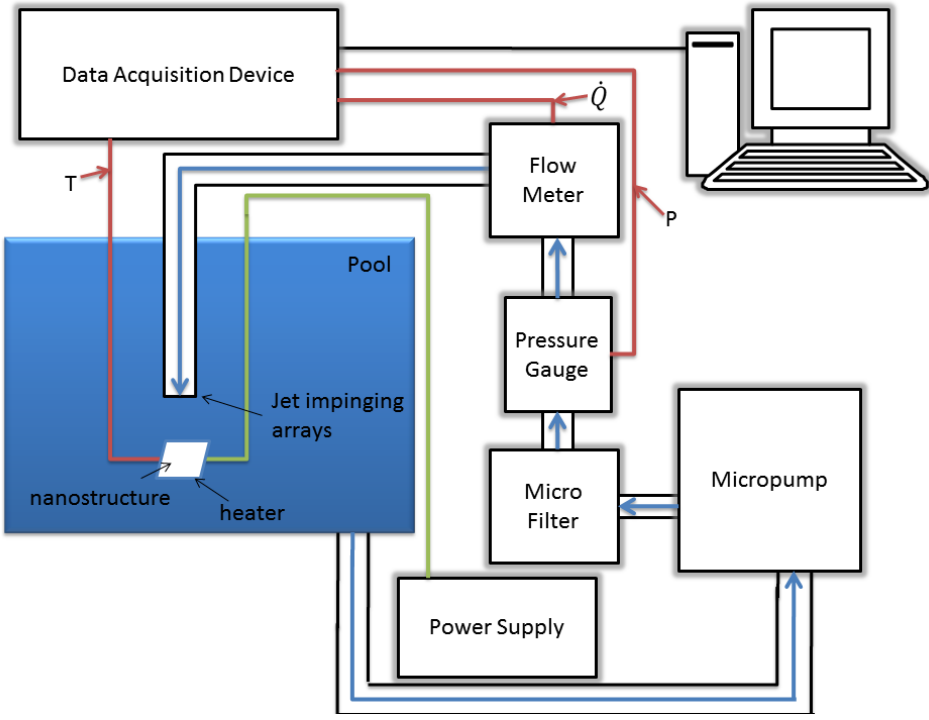 Data Acquisition Device
Q̇
Flow
Meter
T
P
Pool
Pressure
Gauge
Jet impinging
arrays
nanostructure
heater
Micro
Filter
Micropump
Power Supply